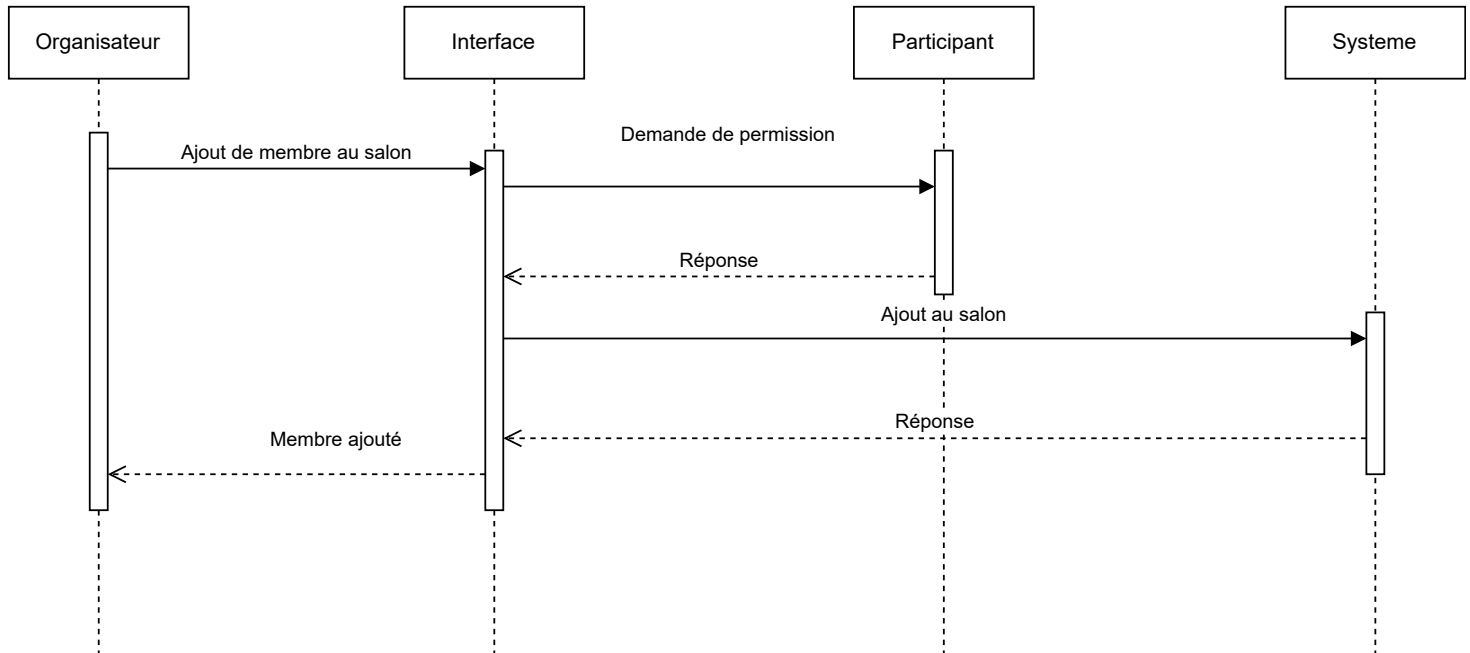 Organisateur
Interface
Participant
Systeme
Demande de permission
Ajout de membre au salon
Réponse
Ajout au salon
Réponse
Membre ajouté